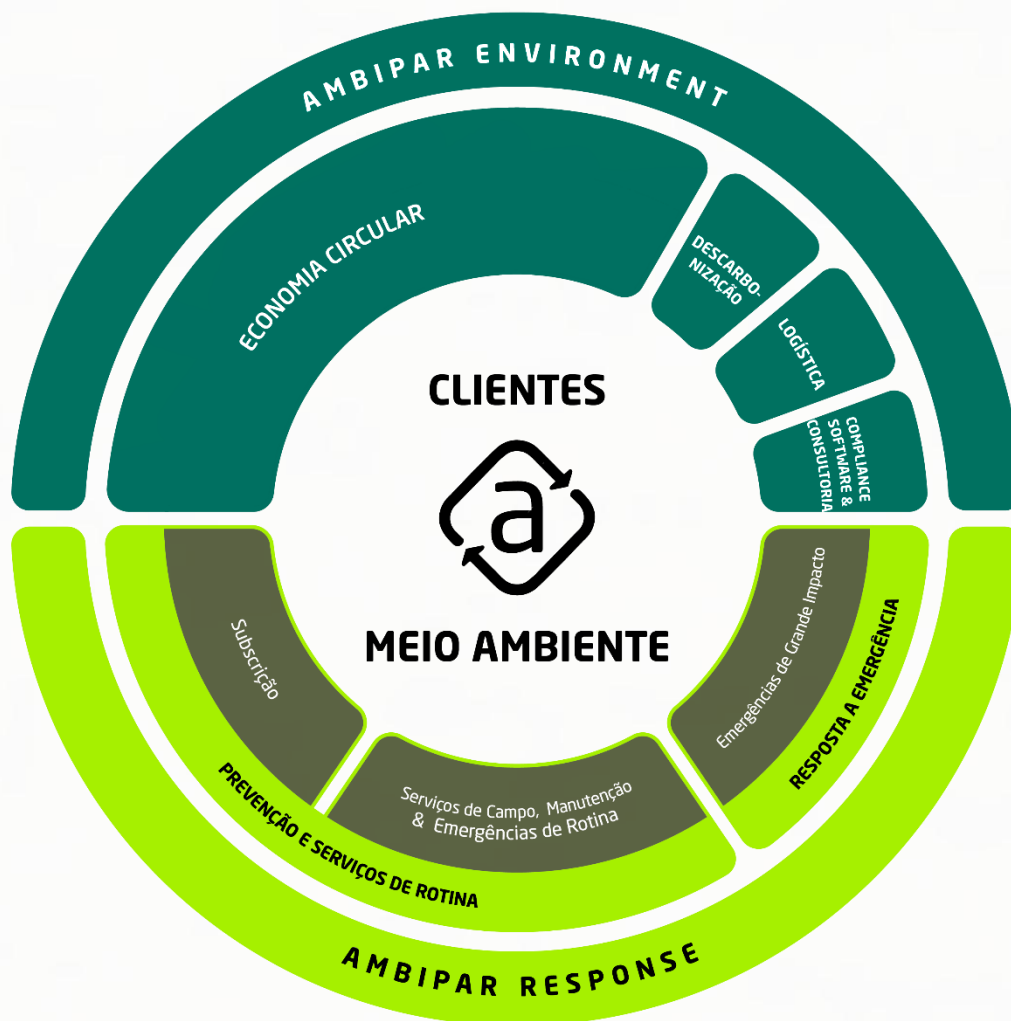 AMBIPAR ENVIRONMENT
ECONOMIA CIRCULAR
DESCARBO-
NIZAÇÃO
LOGÍSTICA
COMPLIANCE
SOFTWARE &
CONSULTORIA
CLIENTES
a
MEIO AMBIENTE
Subscrição
Serviços de Campo, Manutenção
& Emergências de Rotina
Emergências de Grande Impacto
PREVENÇÃO E SERVIÇOS DE ROTINA
RESPOSTA A EMERGÊNCIA
AMBIPAR RESPONSE